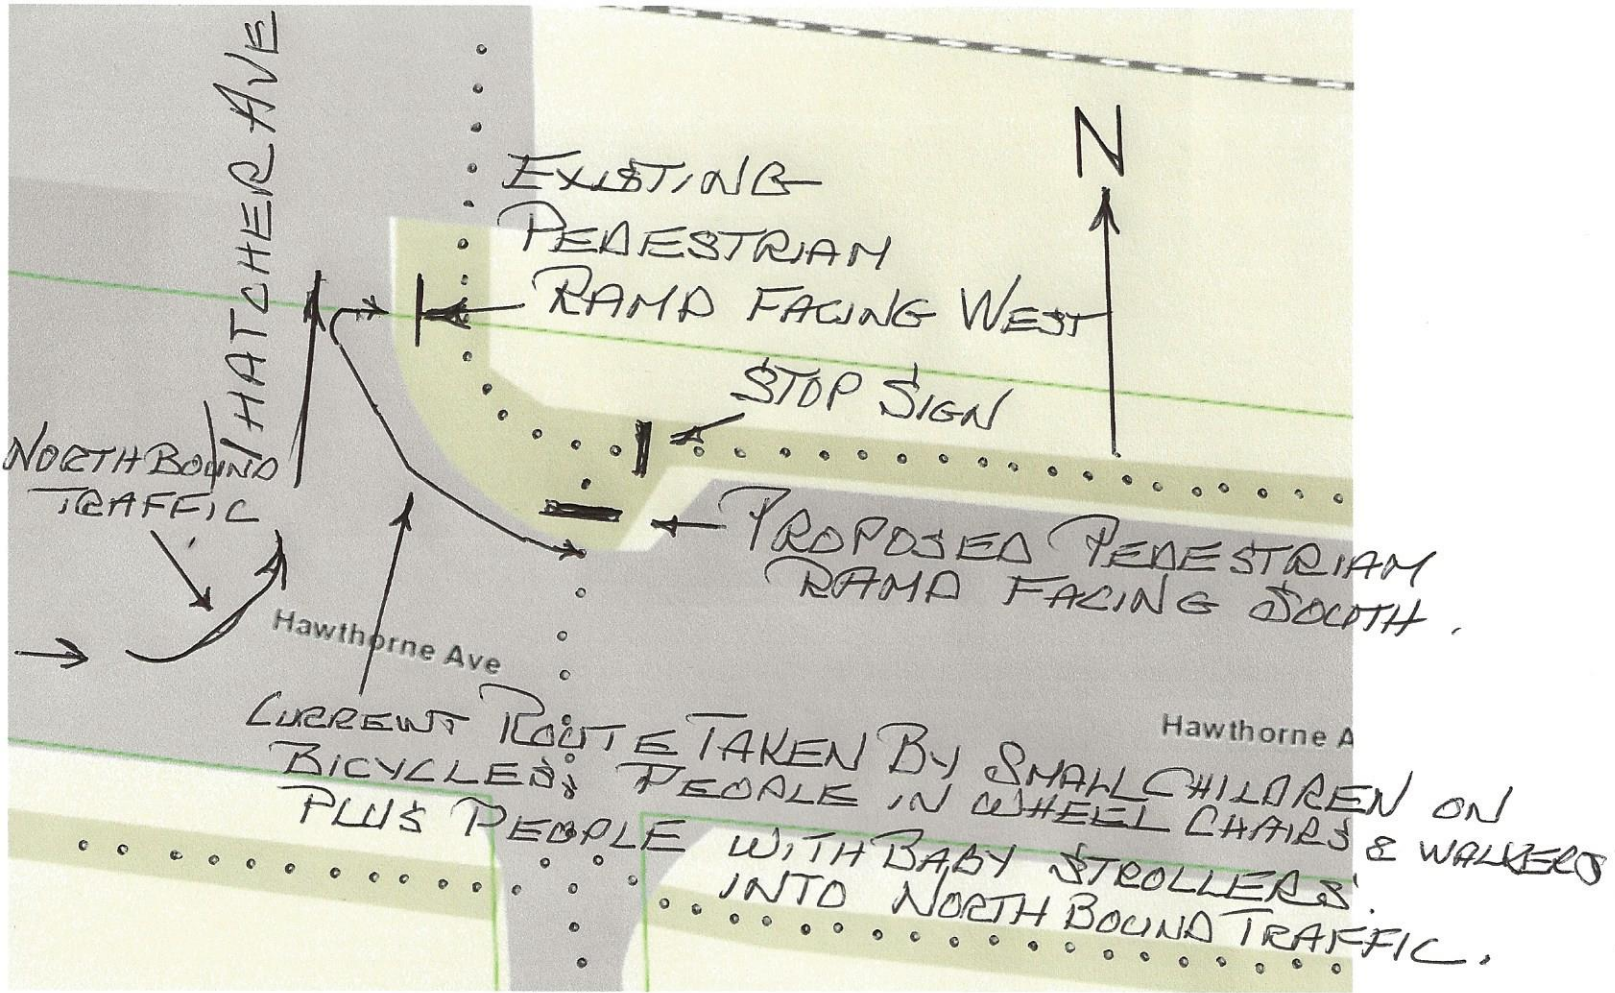 THATCHER AVE
N
EXISTING
PEDESTRIAN
RAMP FACING WEST
STOP SIGN
NORTH BOUND
TRAFFIC
PROPOSED PEDESTRIAN
RAMP FACING SOUTH.
Hawthorne Ave
Hawthorne A
CURRENT ROUTE TAKEN BY SMALL CHILDREN ON
BICYCLES, PEOPLE IN WHEEL CHAIRS & WALKERS
PLUS PEOPLE WITH BABY STROLLERS
INTO NORTH BOUND TRAFFIC.